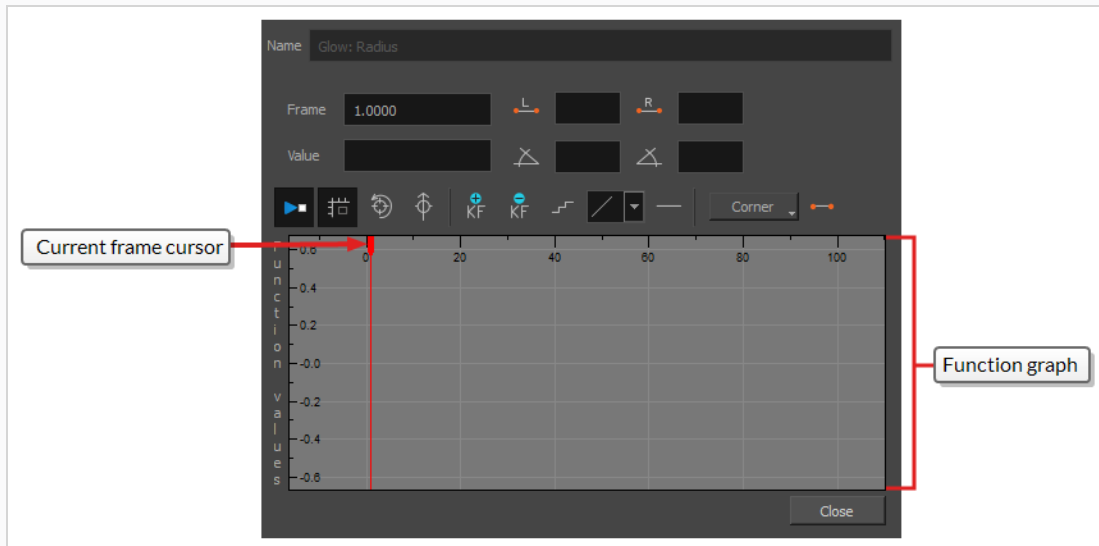 Name Glow: Radius
Frame 1.0000 L R
Value
KF KF Corner
Current frame cursor
Function values
0 20 40 60 80 100
0.6
0.4
0.2
-0.0
-0.2
-0.4
-0.6
Function graph
Close